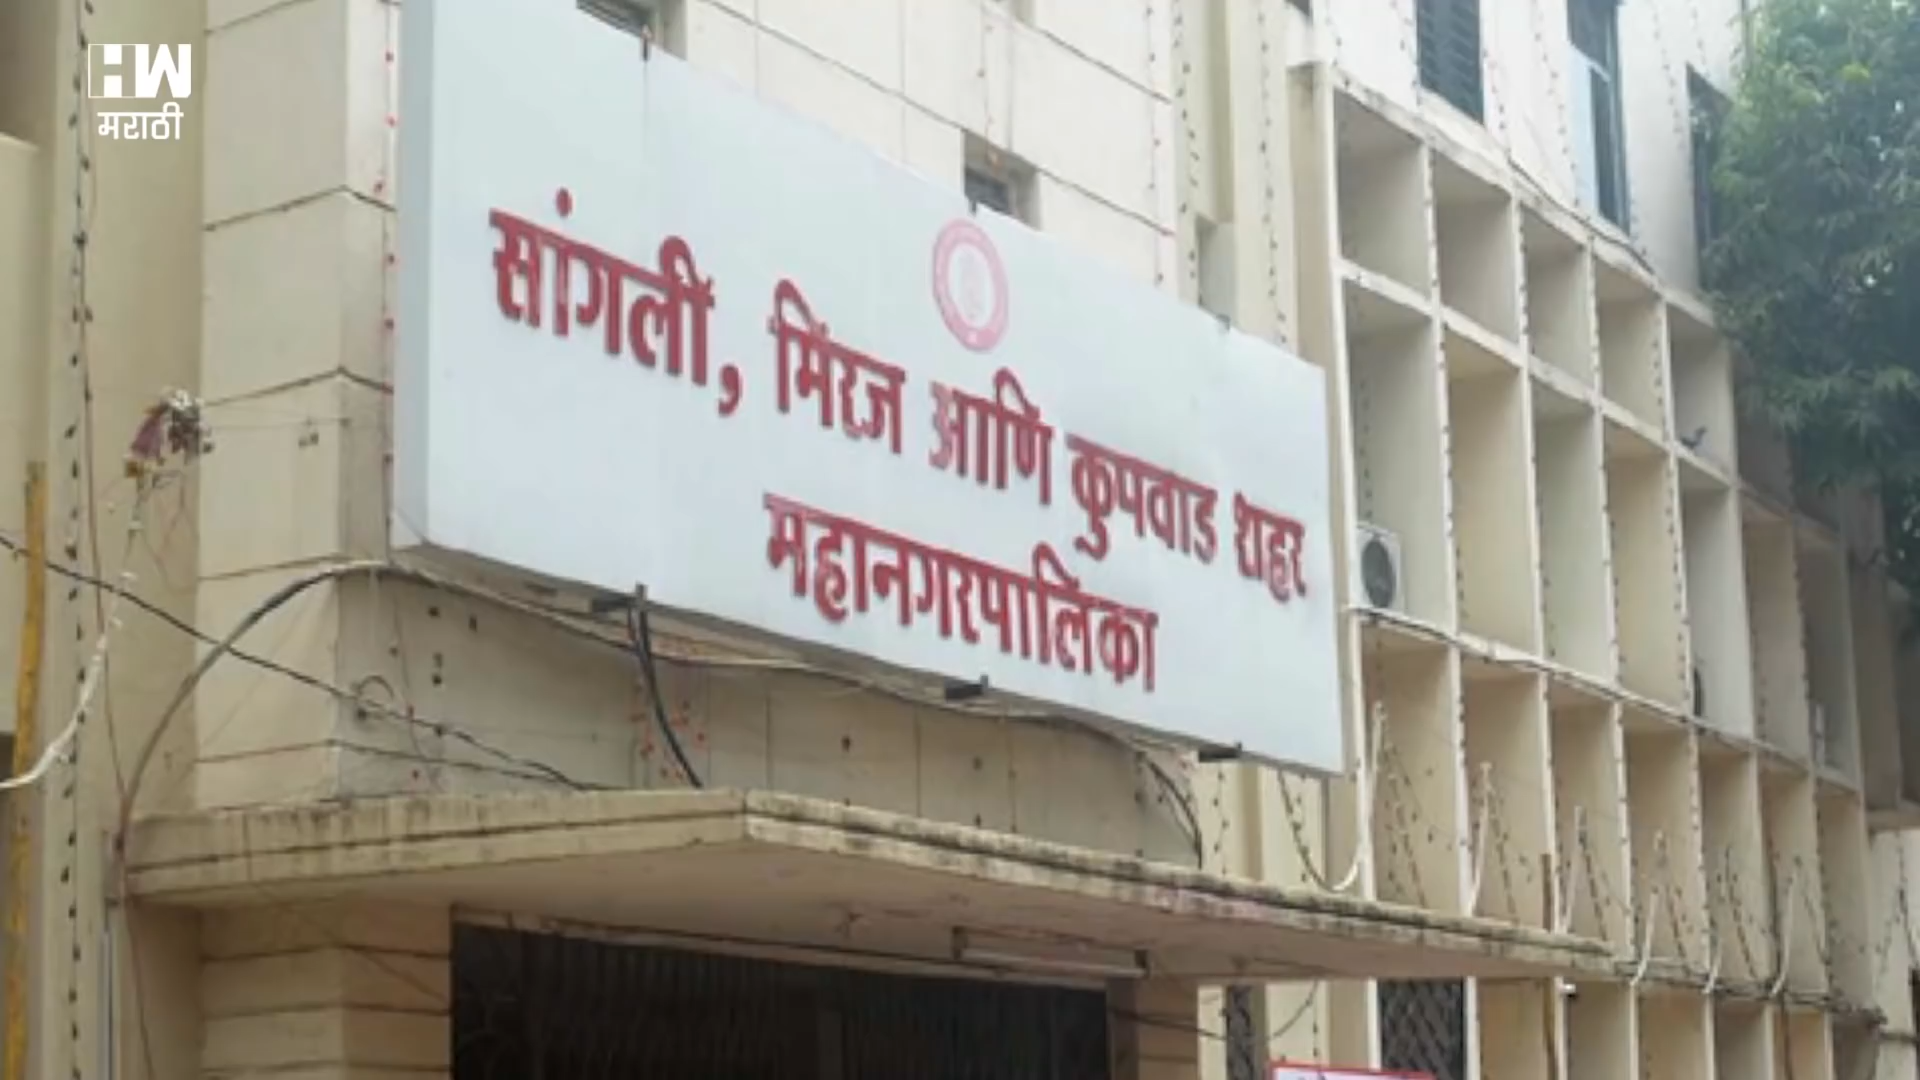 HW
मराठी
सांगली, मिरज आणि कुपवाड शहर
महानगरपालिका